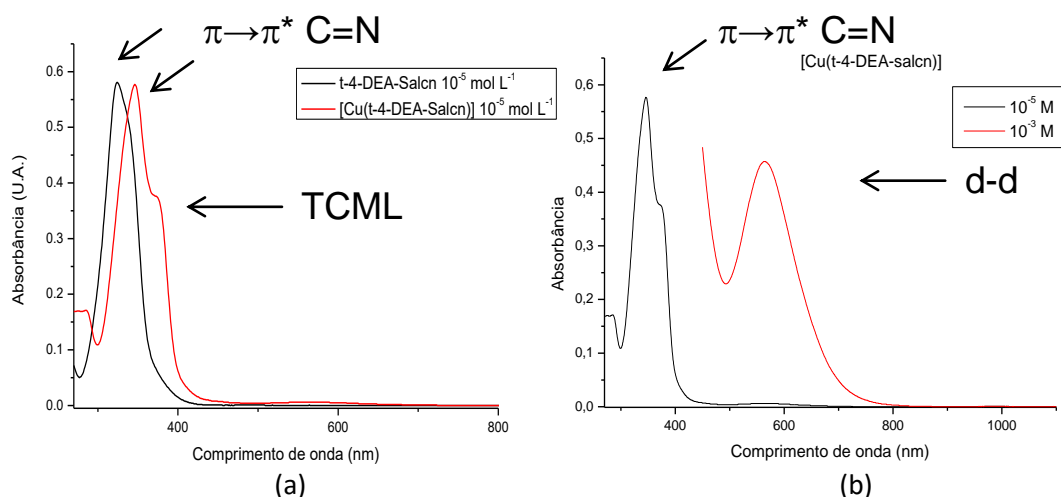 π→π* C=N
t-4-DEA-Salcn 10⁻⁵ mol L⁻¹
[Cu(t-4-DEA-Salcn)] 10⁻⁵ mol L⁻¹
TCML
Absorbância (U.A.)
0.6
0.5
0.4
0.3
0.2
0.1
0.0
400
600
800
Comprimento de onda (nm)
(a)
π→π* C=N
[Cu(t-4-DEA-salcn)]
10⁻⁵ M
10⁻³ M
d-d
Absorbância
0,6
0,5
0,4
0,3
0,2
0,1
0,0
400
600
800
1000
Comprimento de onda (nm)
(b)